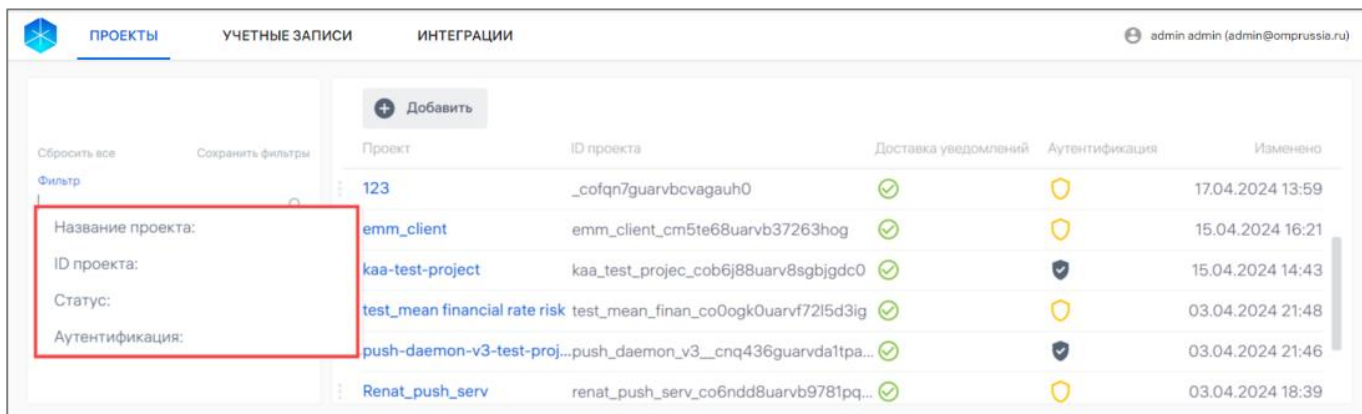 ПРОЕКТЫ УЧЕТНЫЕ ЗАПИСИ ИНТЕГРАЦИИ admin admin (admin@omprussia.ru)
Добавить
Сбросить все Сохранить фильтры Проект ID проекта Доставка уведомлений Аутентификация Изменено
Фильтр
123 _cofqn7guarvbcvagauh0 17.04.2024 13:59
Название проекта:
emm_client emm_client_cm5te68uarvb37263hog 15.04.2024 16:21
ID проекта:
kaa-test-project kaa_test_projec_cob6j88uarv8sgbjgdc0 15.04.2024 14:43
Статус:
test_mean financial rate risk test_mean_finan_co0ogk0uarvf72l5d3ig 03.04.2024 21:48
Аутентификация:
push-daemon-v3-test-proj... push_daemon_v3__cnq436guarvda1tpa... 03.04.2024 21:46
Renat_push_serv renat_push_serv_co6ndd8uarvb9781pq... 03.04.2024 18:39